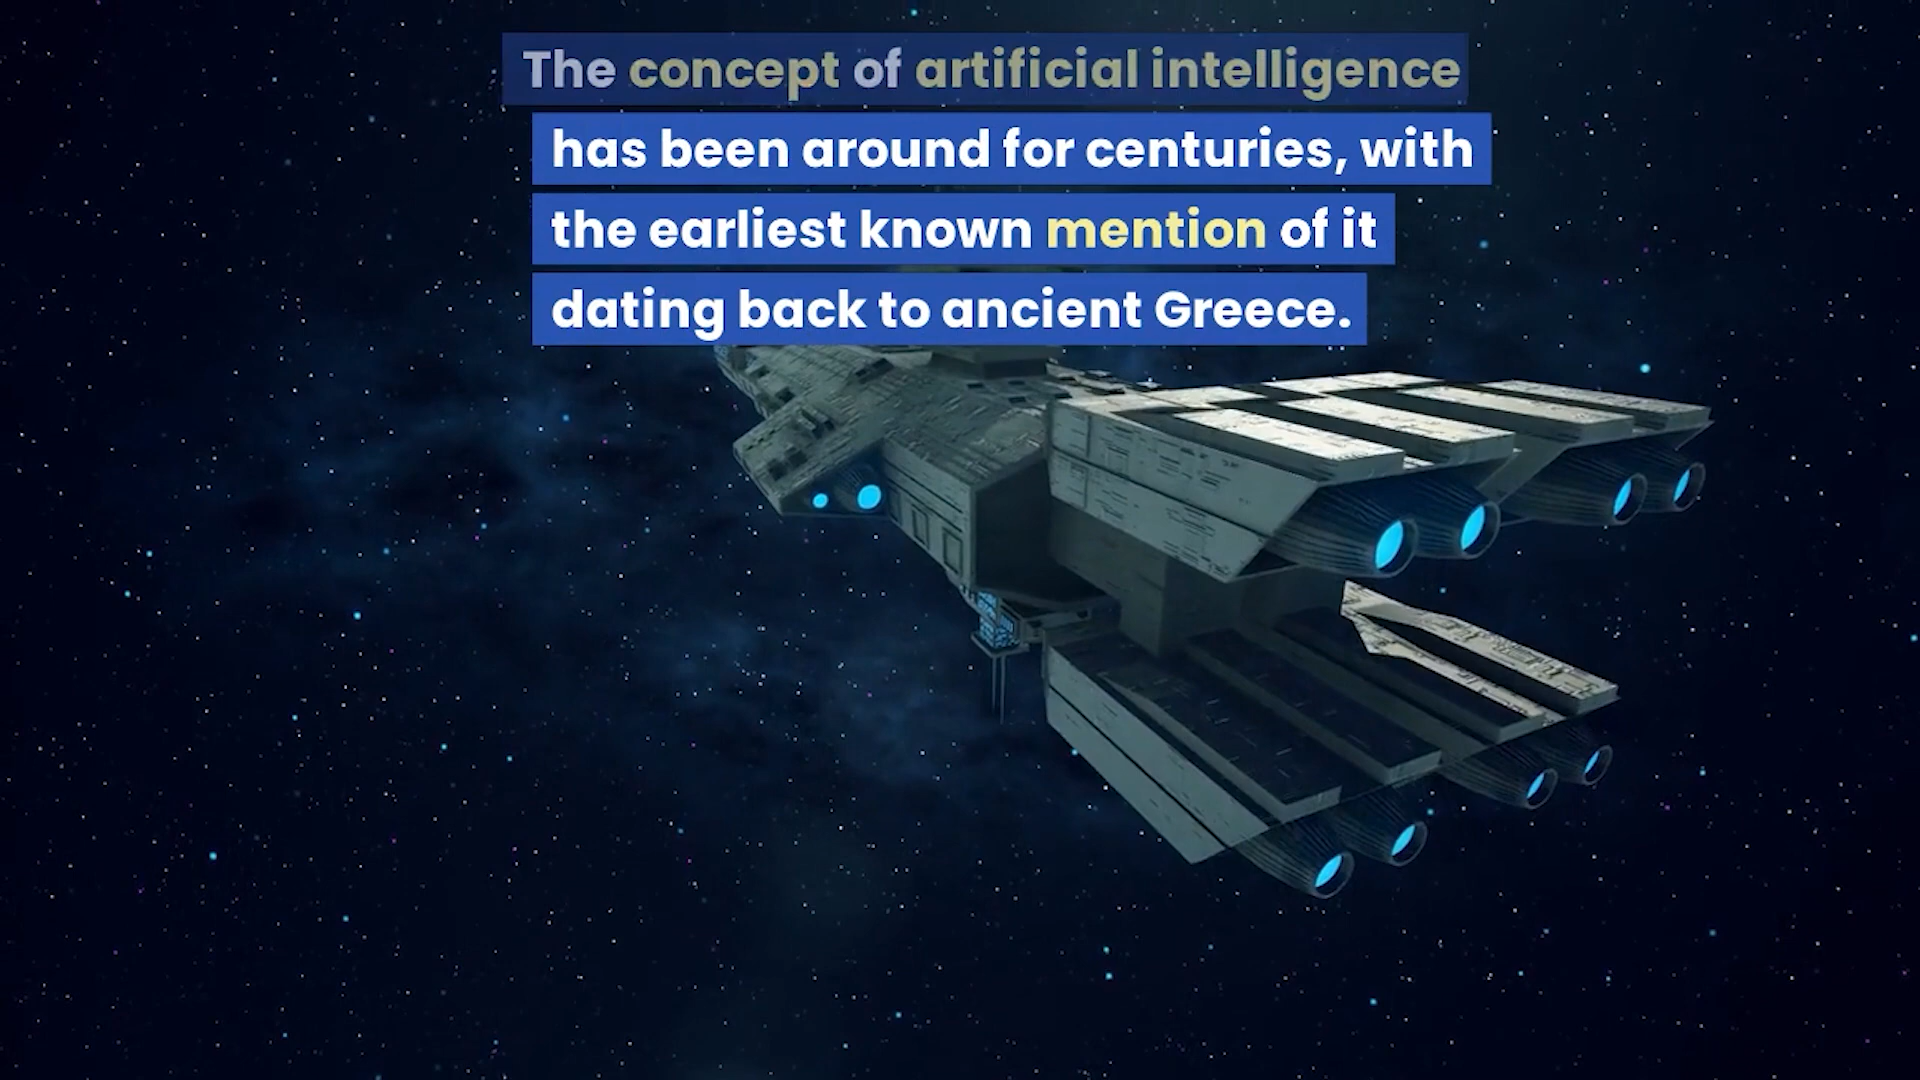 The concept of artificial intelligence
has been around for centuries, with
the earliest known mention of it
dating back to ancient Greece.